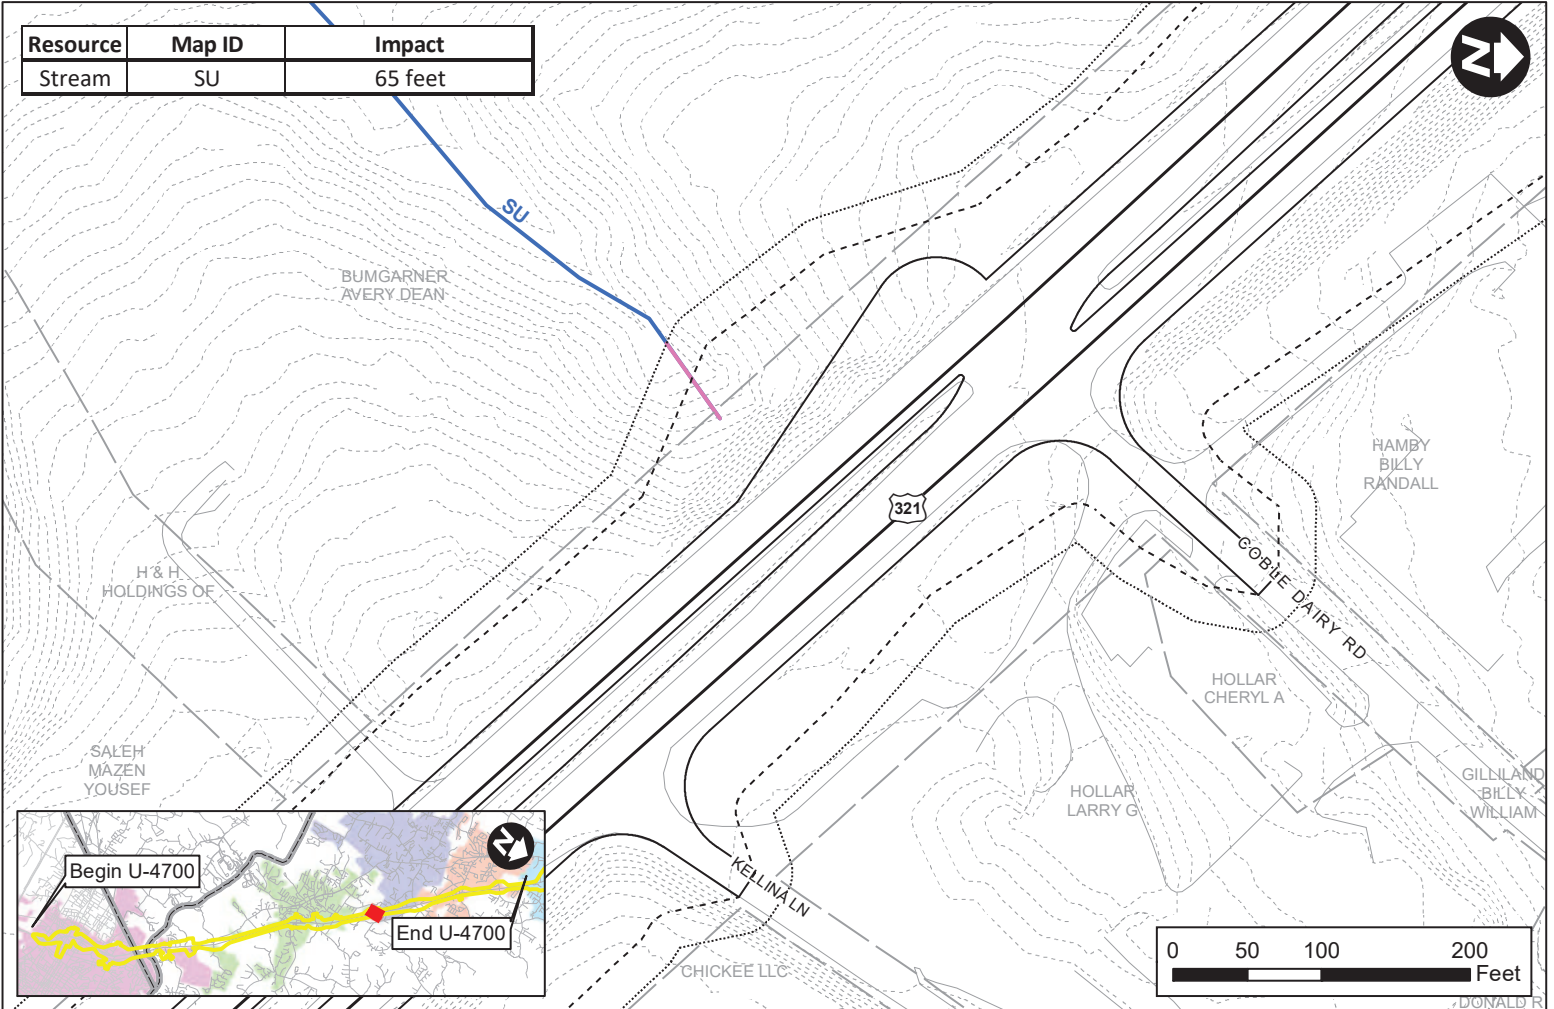 Resource Map ID Impact
Stream SU 65 feet
N
SU
BUMGARNER
AVERY DEAN
321
HAMBY
BILLY
RANDALL
COBLE DAIRY RD
H & H
HOLDINGS OF
HOLLAR
CHERYL A
SALEH
MAZEN
YOUSEF
HOLLAR
LARRY G
GILLILAND
BILLY
WILLIAM
KELLINA LN
CHICKEE LLC
N
Begin U-4700
End U-4700
0 50 100 200
Feet
DONALD R